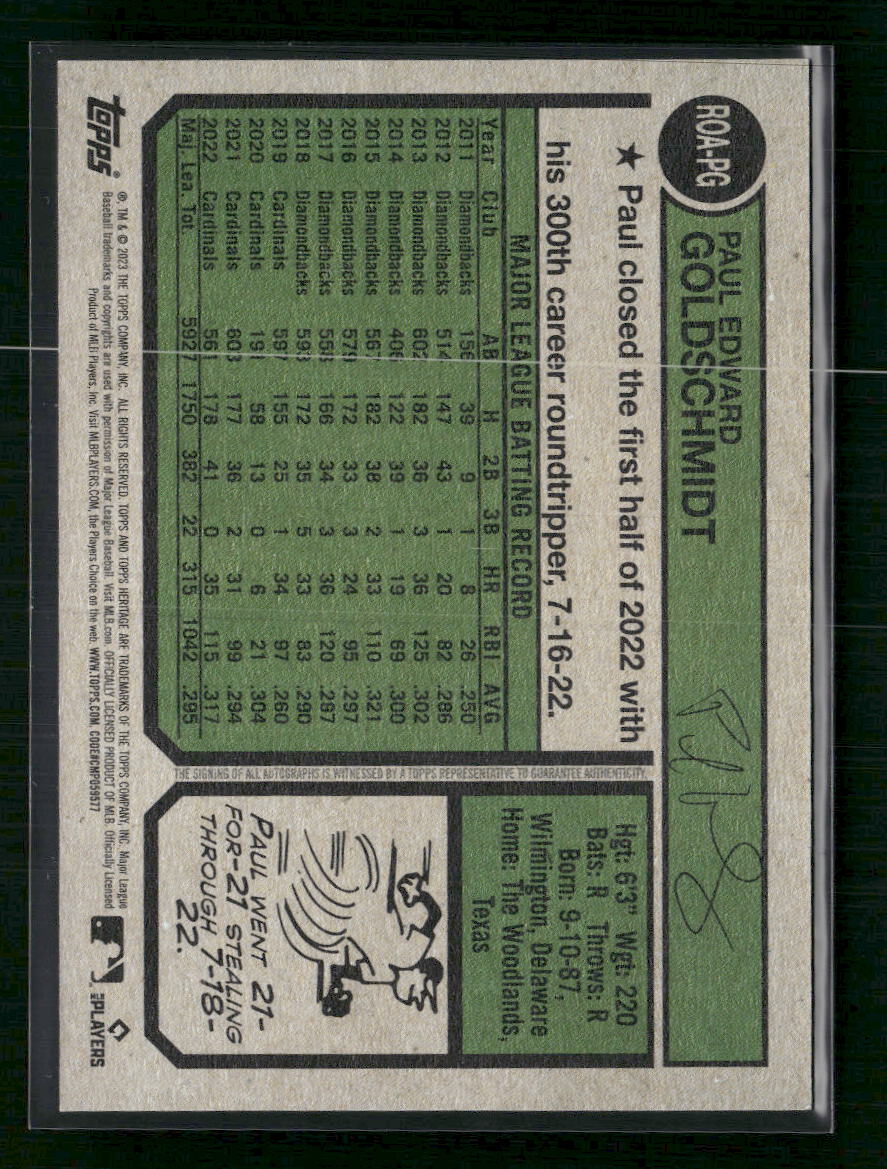 ROA-PG
PAUL EDWARD
GOLDSCHMIDT
★ Paul closed the first half of 2022 with
his 300th career roundtripper, 7-16-22.
MAJOR LEAGUE BATTING RECORD
Year Club AB H 2B 3B HR RBI AVG
2011 Diamondbacks 156 39 9 1 8 26 .250
2012 Diamondbacks 514 147 43 1 20 82 .286
2013 Diamondbacks 602 182 36 3 36 125 .302
2014 Diamondbacks 406 122 39 1 19 69 .300
2015 Diamondbacks 567 182 38 2 33 110 .321
2016 Diamondbacks 579 172 33 3 24 95 .297
2017 Diamondbacks 558 166 34 3 36 120 .297
2018 Diamondbacks 593 172 35 5 33 83 .290
2019 Cardinals 597 155 25 1 34 97 .260
2020 Cardinals 191 58 13 0 6 21 .304
2021 Cardinals 603 177 36 2 31 99 .294
2022 Cardinals 561 178 41 0 35 115 .317
Maj. Lea. Tot. 5927 1750 382 22 315 1042 .295
THE SIGNING OF ALL AUTOGRAPHS IS WITNESSED BY A TOPPS REPRESENTATIVE TO GUARANTEE AUTHENTICITY.
Hgt: 6'3" Wgt: 220
Bats: R Throws: R
Born: 9-10-87,
Wilmington, Delaware
Home: The Woodlands,
Texas
PAUL WENT 21-
FOR-21 STEALING
THROUGH 7-18-
22.
topps®
®, TM & © 2023 THE TOPPS COMPANY, INC. ALL RIGHTS RESERVED. TOPPS AND TOPPS HERITAGE ARE TRADEMARKS OF THE TOPPS COMPANY, INC. Major League
Baseball trademarks and copyrights are used with permission of Major League Baseball. Visit MLB.com OFFICIALLY LICENSED PRODUCT OF MLB. Officially Licensed
Product of MLB Players, Inc. Visit MLBPLAYERS.COM, the Players Choice on the web. WWW.TOPPS.COM. CODE#CMP059577
MLB PLAYERS